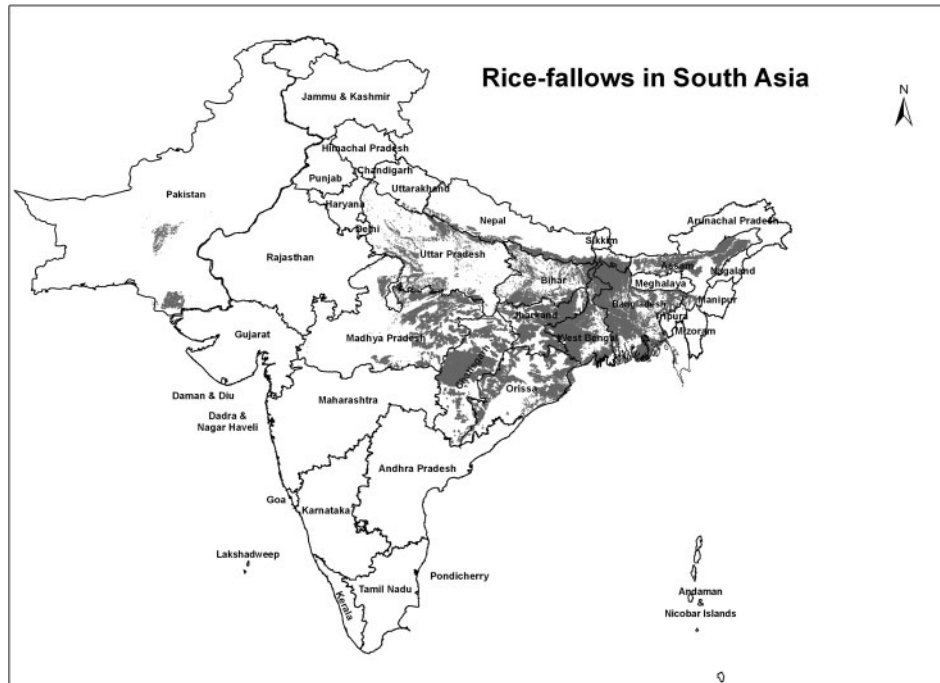 Rice-fallows in South Asia
N
Jammu & Kashmir
Himachal Pradesh
Chandigarh
Punjab
Uttarakhand
Pakistan
Haryana
Nepal
Arunachal Pradesh
Delhi
Sikkim
Rajasthan
Uttar Pradesh
Assam
Nagaland
Bihar
Meghalaya
Bangladesh
Manipur
Jharkand
Tripura
Gujarat
Madhya Pradesh
West Bengal
Mizoram
Orissa
Daman & Diu
Maharashtra
Dadra &
Nagar Haveli
Andhra Pradesh
Goa
Karnataka
Lakshadweep
Pondicherry
Tamil Nadu
Kerala
Andaman
&
Nicobar Islands